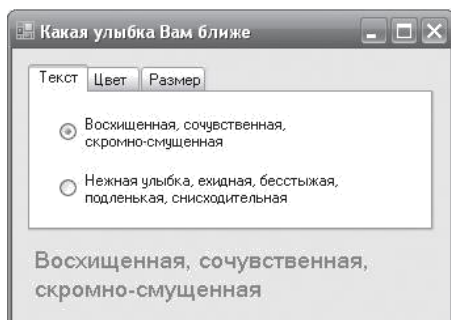 Какая улыбка Вам ближе
Текст Цвет Размер
Восхищенная, сочувственная,
скромно-смущенная
Нежная улыбка, ехидная, бесстыжая,
подленькая, снисходительная
Восхищенная, сочувственная,
скромно-смущенная